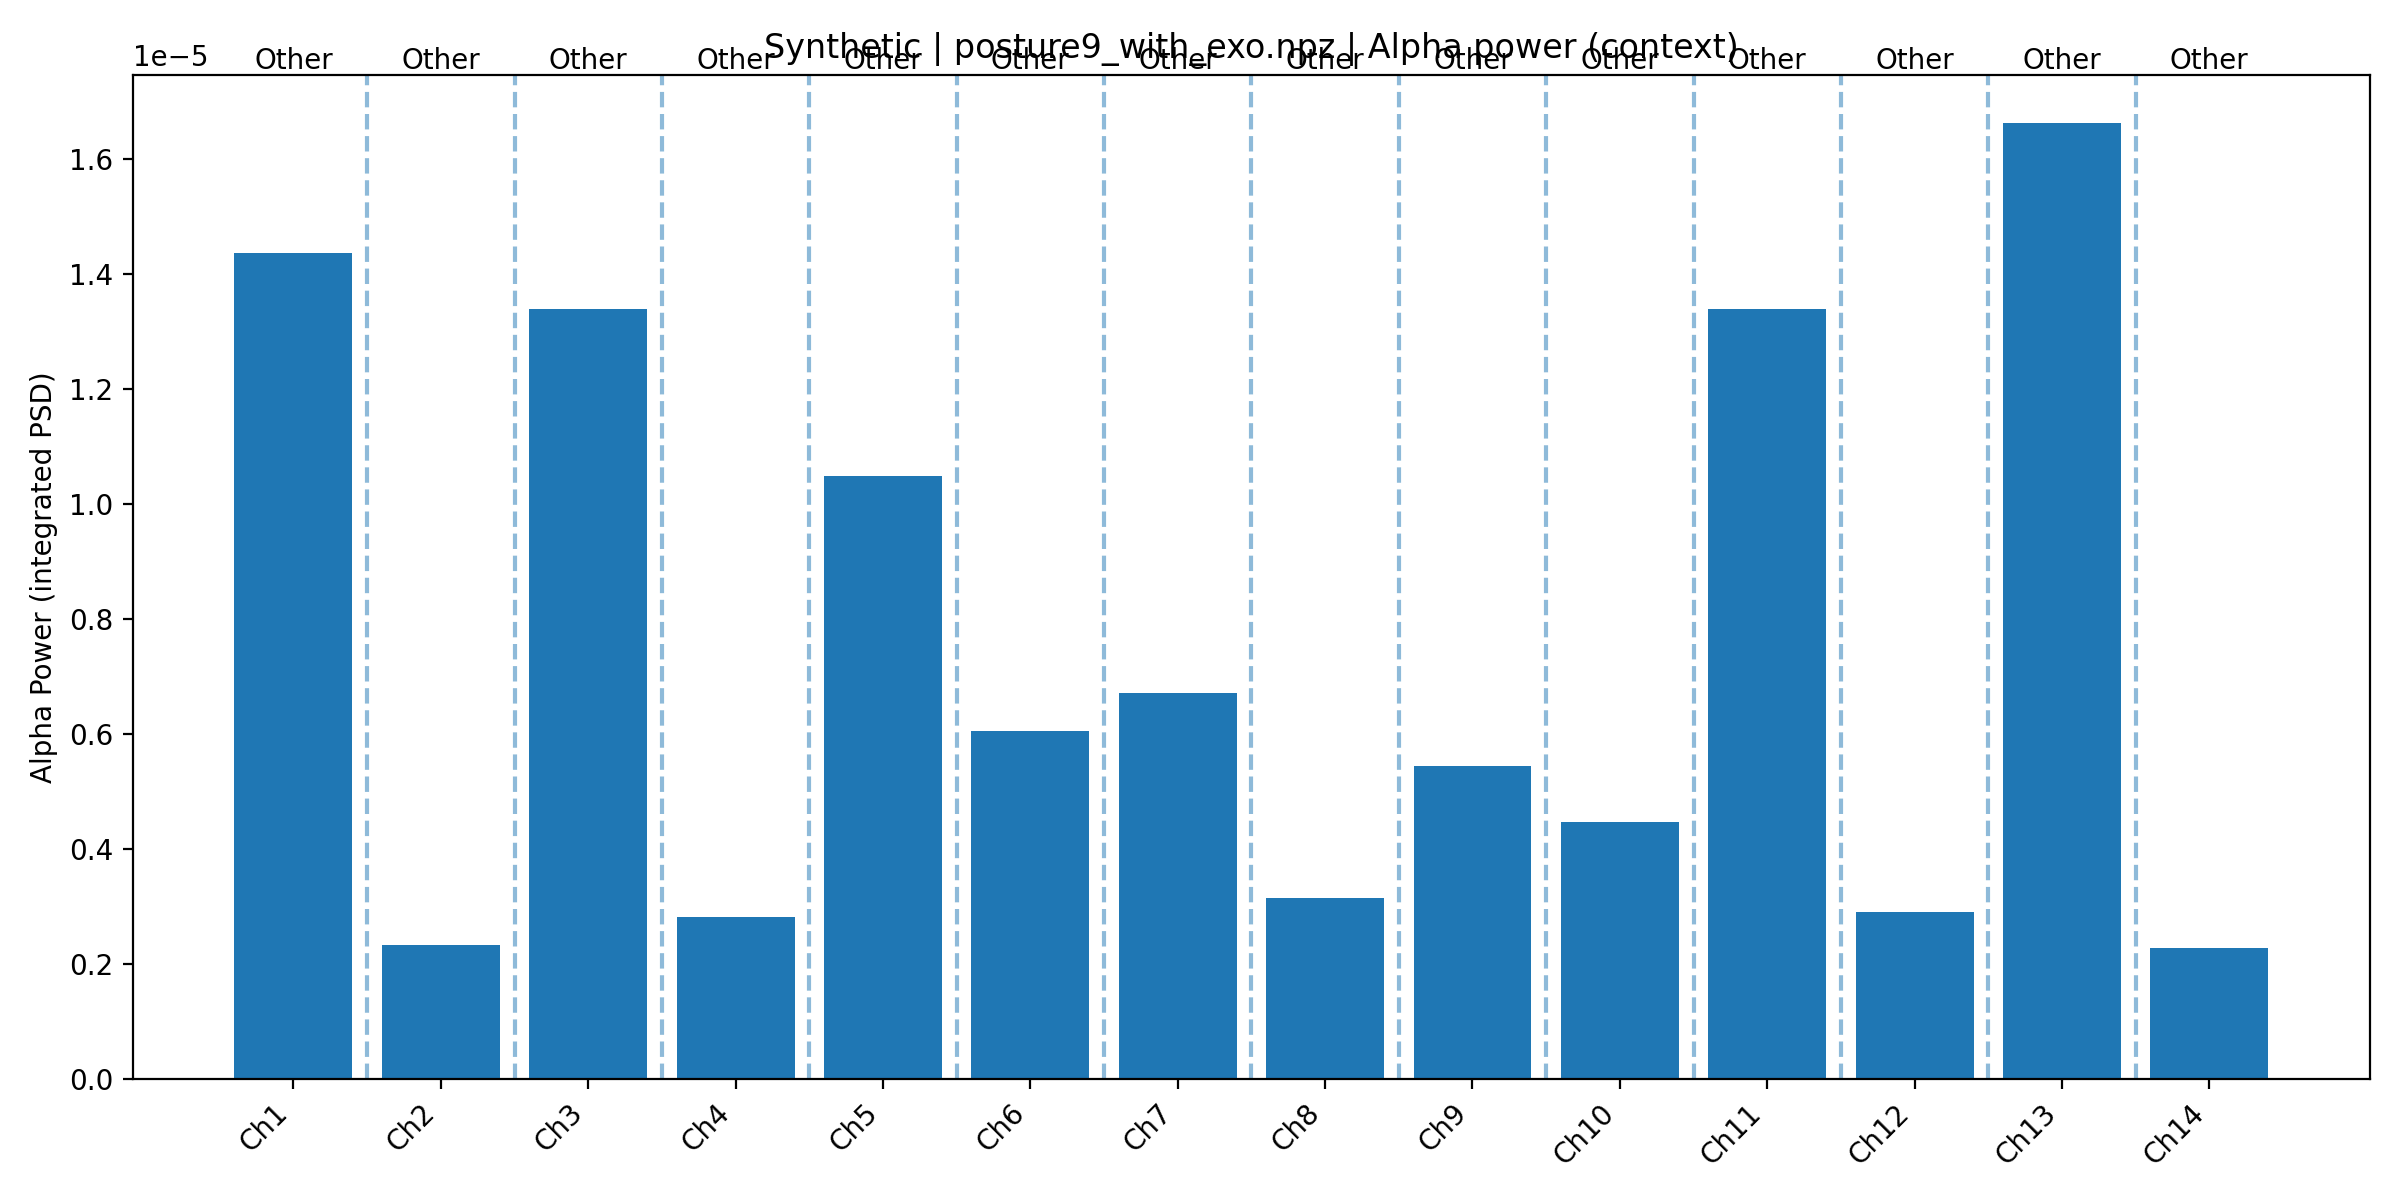 Synthetic | posture9_with_exo.npz | Alpha power (context)
1e−5 Other Other Other Other Other Other Other Other Other Other Other Other Other Other
Alpha Power (integrated PSD)
1.6
1.4
1.2
1.0
0.8
0.6
0.4
0.2
0.0
Ch1 Ch2 Ch3 Ch4 Ch5 Ch6 Ch7 Ch8 Ch9 Ch10 Ch11 Ch12 Ch13 Ch14